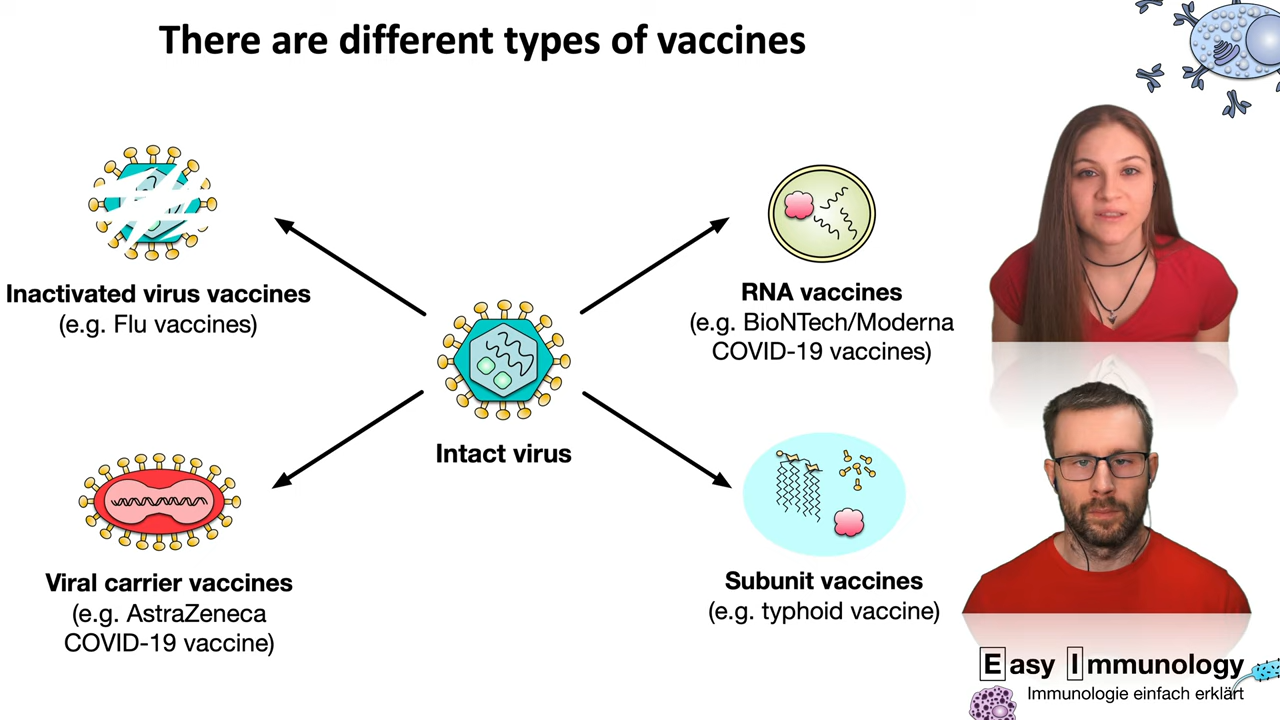 There are different types of vaccines
Inactivated virus vaccines
(e.g. Flu vaccines)
RNA vaccines
(e.g. BioNTech/Moderna
COVID-19 vaccines)
Intact virus
Viral carrier vaccines
(e.g. AstraZeneca
COVID-19 vaccine)
Subunit vaccines
(e.g. typhoid vaccine)
Easy Immunology
Immunologie einfach erklärt